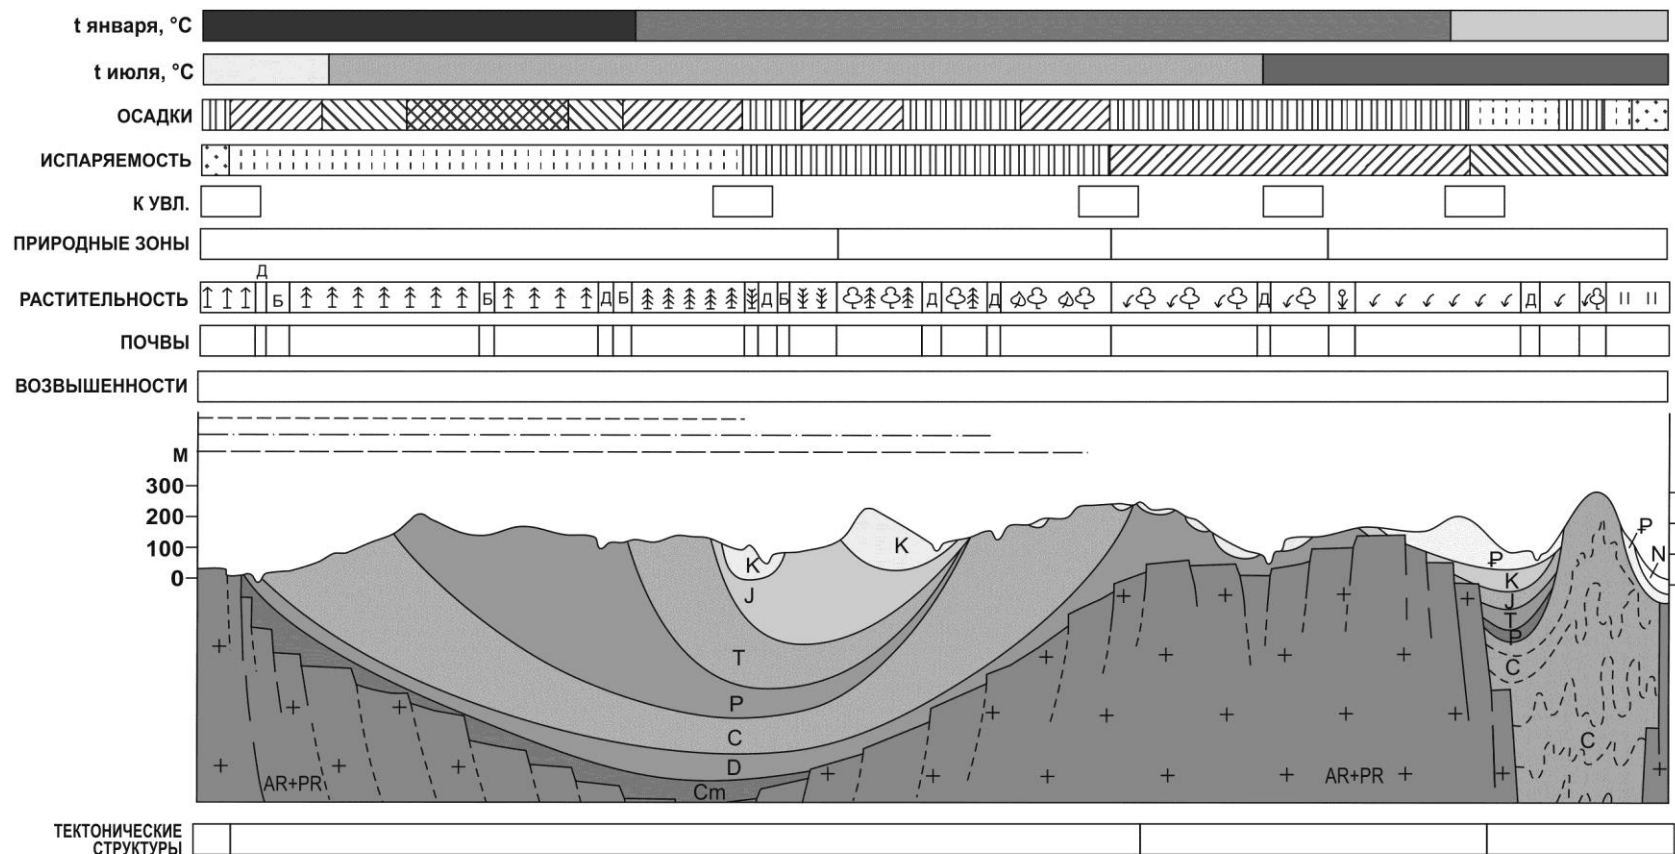 t января, °C
t июля, °C
ОСАДКИ
ИСПАРЯЕМОСТЬ
К УВЛ.
ПРИРОДНЫЕ ЗОНЫ
Д
РАСТИТЕЛЬНОСТЬ Б Б Д Б Д Б Д Д Д Д
ПОЧВЫ
ВОЗВЫШЕННОСТИ
М
300
200
100
0
K K P N
J P K
T J
P T
C P
D C
Cm C
AR+PR AR+PR
ТЕКТОНИЧЕСКИЕ
СТРУКТУРЫ